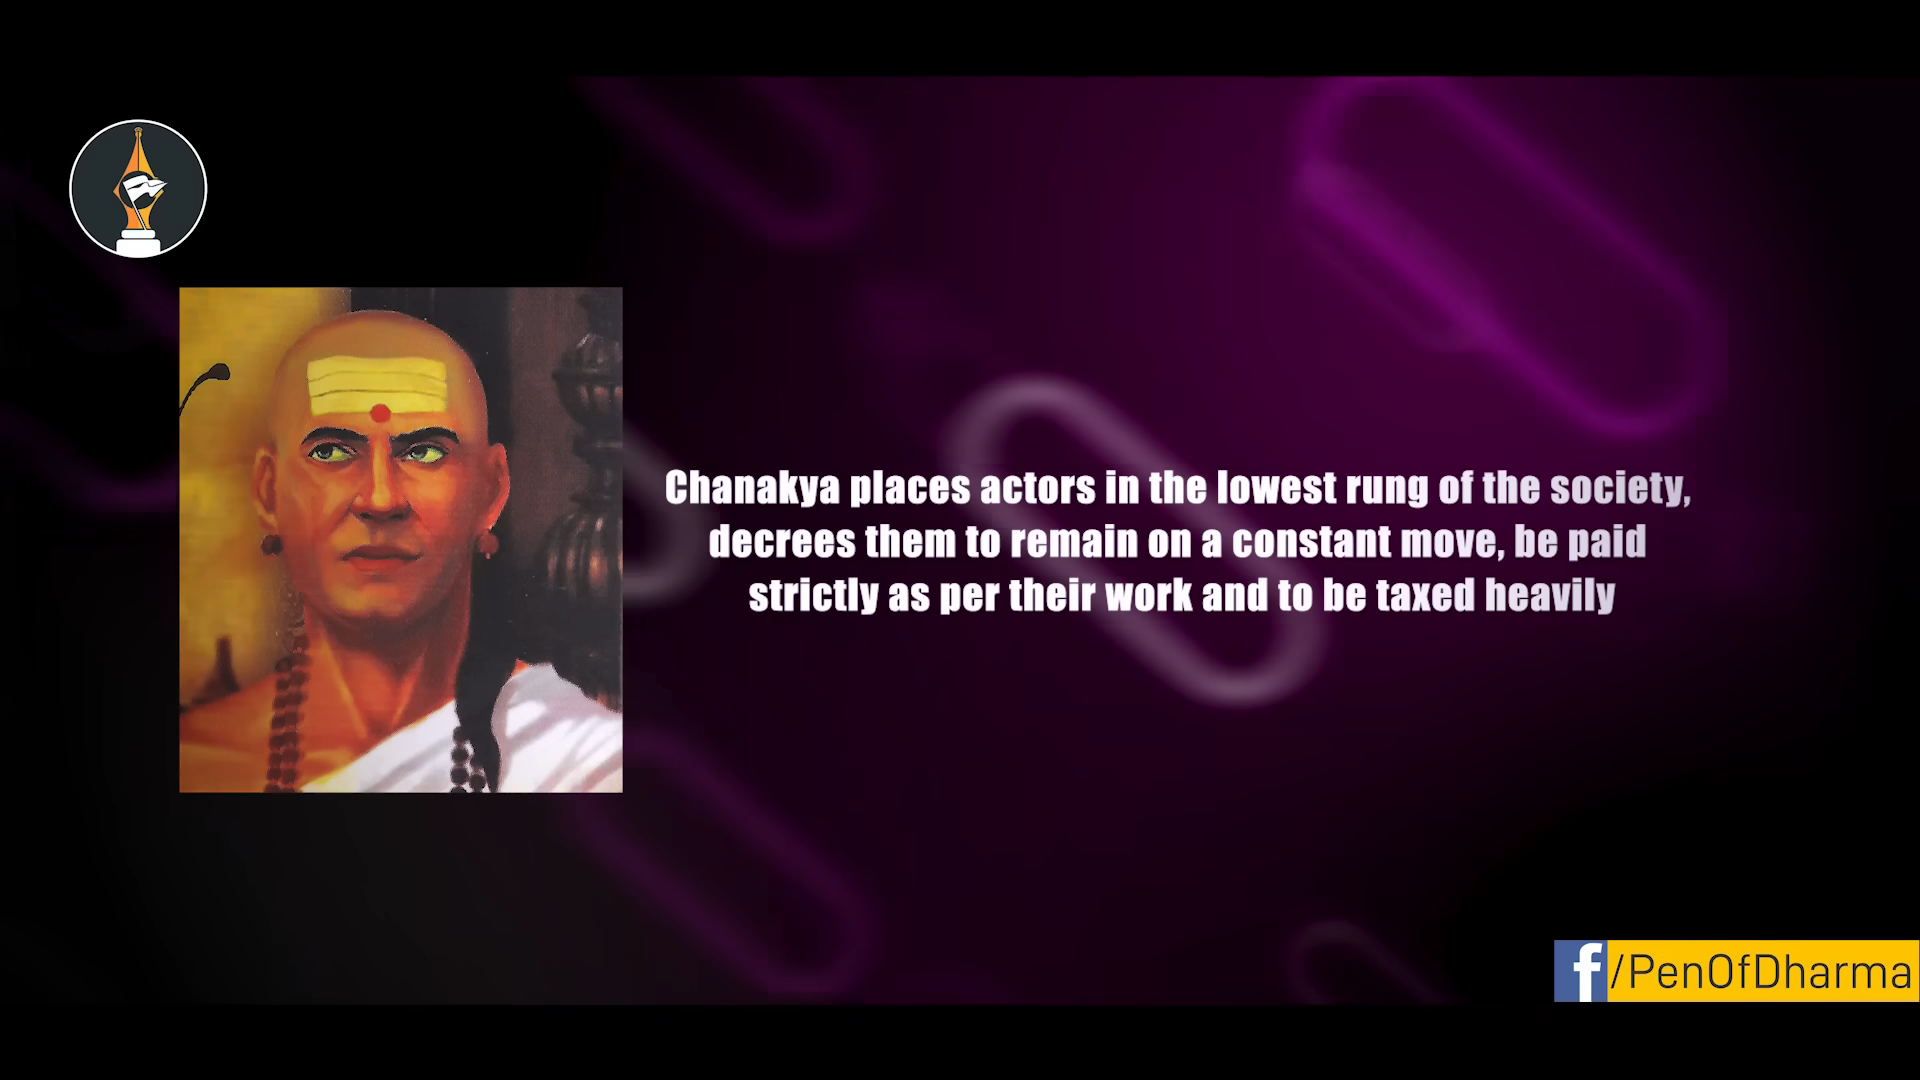 Chanakya places actors in the lowest rung of the society,
decrees them to remain on a constant move, be paid
strictly as per their work and to be taxed heavily
f/PenOfDharma